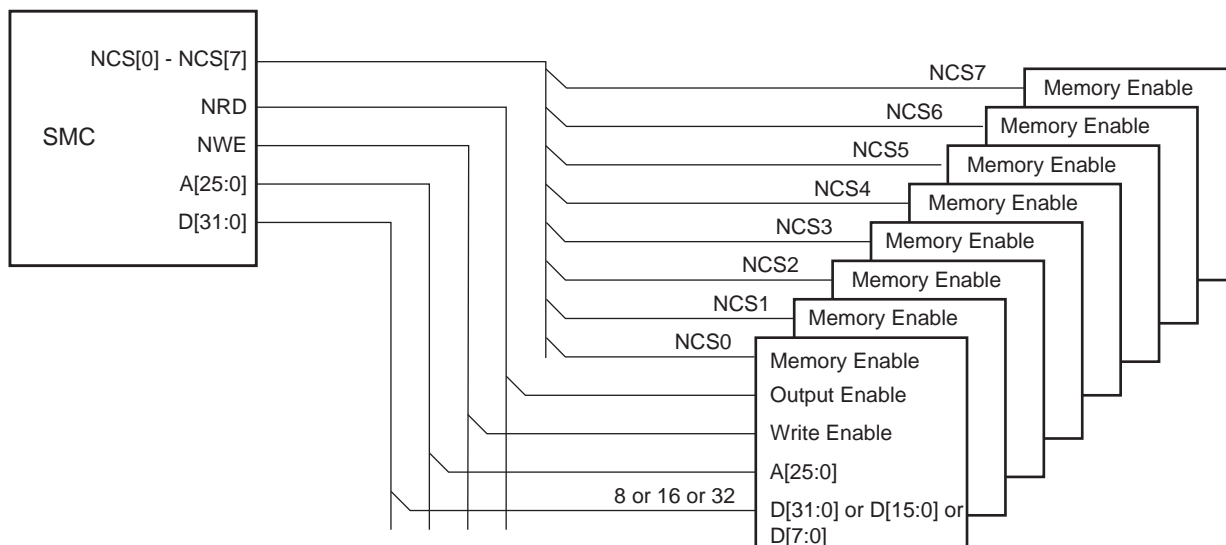 NCS[0] - NCS[7]
NRD
SMC
NWE
A[25:0]
D[31:0]
NCS7
Memory Enable
NCS6
Memory Enable
NCS5
Memory Enable
NCS4
Memory Enable
NCS3
Memory Enable
NCS2
Memory Enable
NCS1
Memory Enable
NCS0
Memory Enable
Output Enable
Write Enable
A[25:0]
8 or 16 or 32
D[31:0] or D[15:0] or
D[7:0]